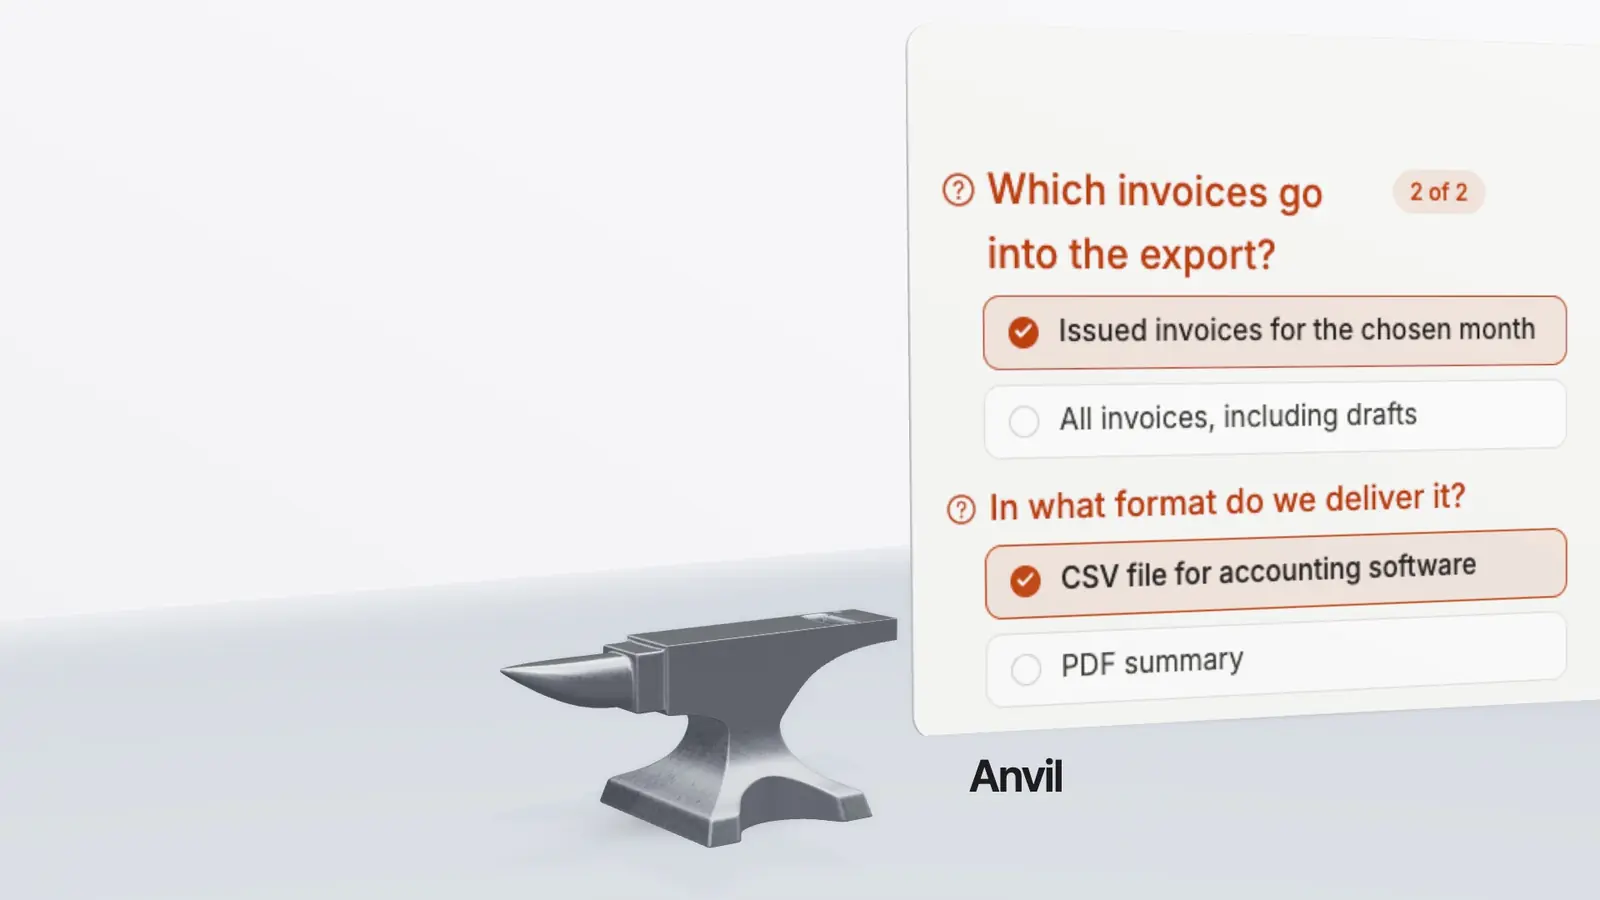 Which invoices go
2 of 2
into the export?
Issued invoices for the chosen month
All invoices, including drafts
In what format do we deliver it?
CSV file for accounting software
PDF summary
Anvil